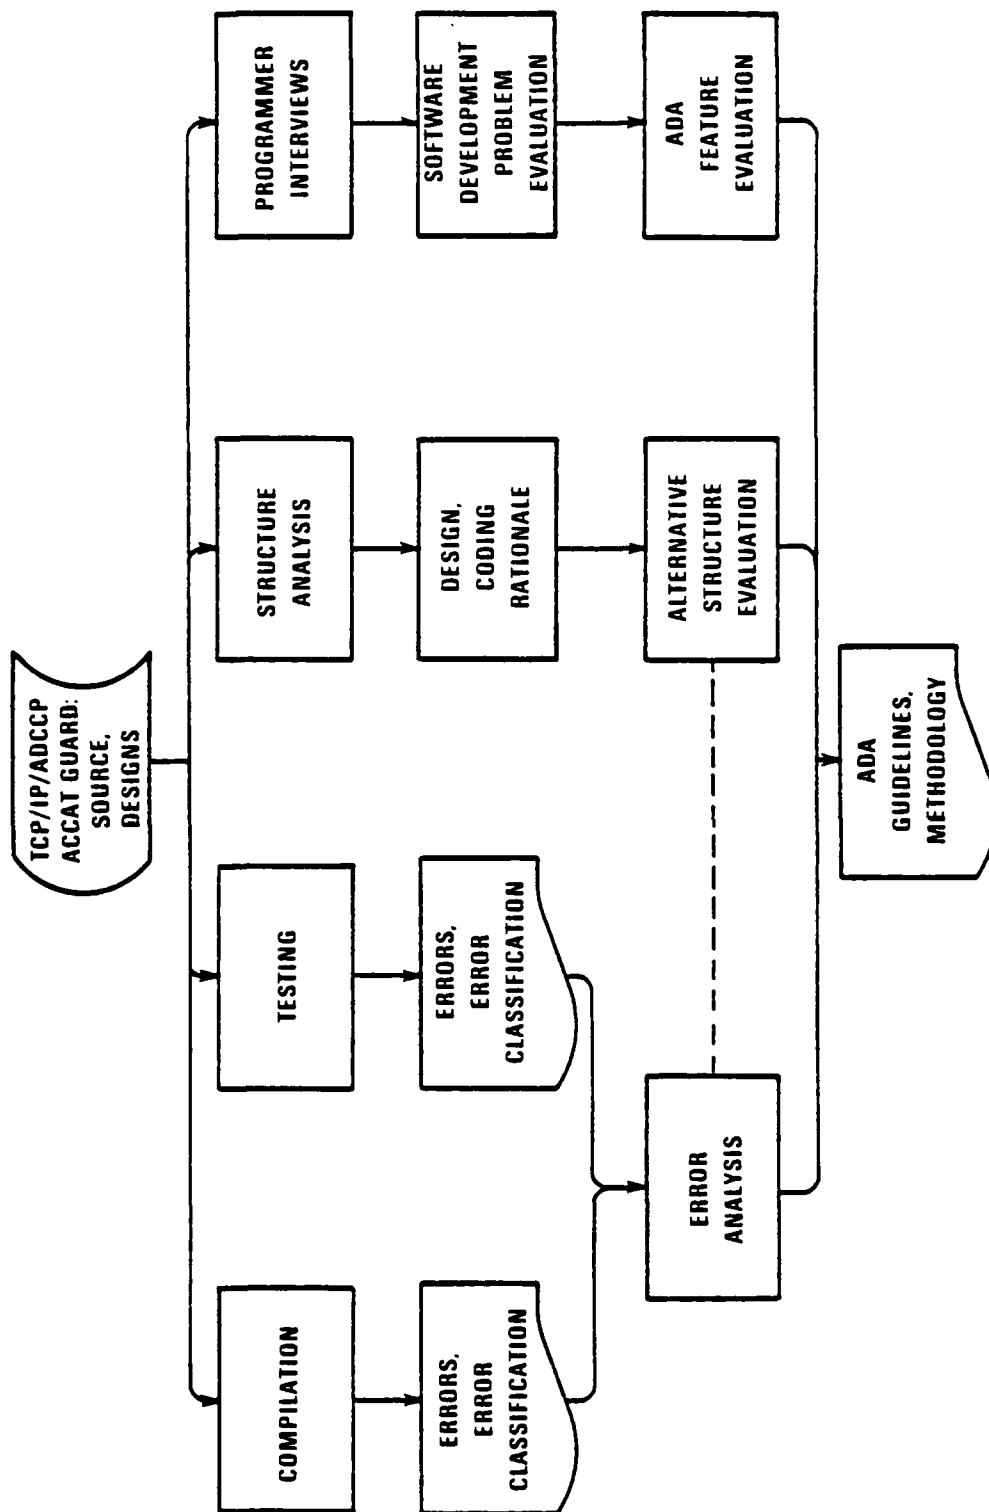 TCP/IP/ADCCP
ACCAT GUARD:
SOURCE,
DESIGNS
COMPILATION
TESTING
STRUCTURE
ANALYSIS
PROGRAMMER
INTERVIEWS
ERRORS,
ERROR
CLASSIFICATION
ERRORS,
ERROR
CLASSIFICATION
DESIGN,
CODING
RATIONALE
SOFTWARE
DEVELOPMENT
PROBLEM
EVALUATION
ERROR
ANALYSIS
ALTERNATIVE
STRUCTURE
EVALUATION
ADA
FEATURE
EVALUATION
ADA
GUIDELINES,
METHODOLOGY